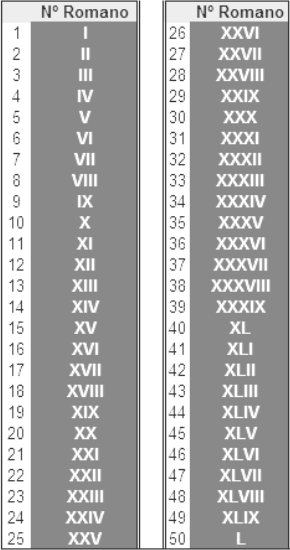 Nº Romano
1 I
2 II
3 III
4 IV
5 V
6 VI
7 VII
8 VIII
9 IX
10 X
11 XI
12 XII
13 XIII
14 XIV
15 XV
16 XVI
17 XVII
18 XVIII
19 XIX
20 XX
21 XXI
22 XXII
23 XXIII
24 XXIV
25 XXV
Nº Romano
26 XXVI
27 XXVII
28 XXVIII
29 XXIX
30 XXX
31 XXXI
32 XXXII
33 XXXIII
34 XXXIV
35 XXXV
36 XXXVI
37 XXXVII
38 XXXVIII
39 XXXIX
40 XL
41 XLI
42 XLII
43 XLIII
44 XLIV
45 XLV
46 XLVI
47 XLVII
48 XLVIII
49 XLIX
50 L